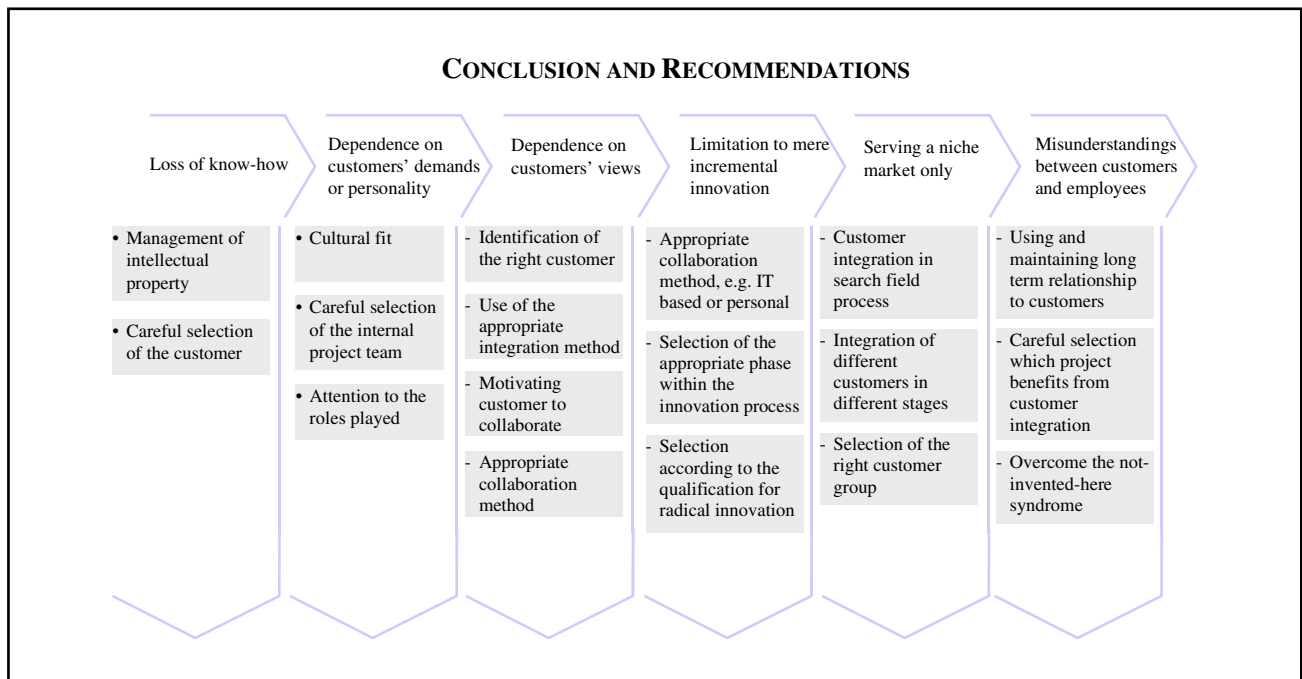 CONCLUSION AND RECOMMENDATIONS
Loss of know-how
Dependence on
customers' demands
or personality
Dependence on
customers' views
Limitation to mere
incremental
innovation
Serving a niche
market only
Misunderstandings
between customers
and employees
• Management of
intellectual
property
• Careful selection
of the customer
• Cultural fit
• Careful selection
of the internal
project team
• Attention to the
roles played
- Identification of
the right customer
- Use of the
appropriate
integration method
- Motivating
customer to
collaborate
- Appropriate
collaboration
method
- Appropriate
collaboration
method, e.g. IT
based or personal
- Selection of the
appropriate phase
within the
innovation process
- Selection
according to the
qualification for
radical innovation
- Customer
integration in
search field
process
- Integration of
different
customers in
different stages
- Selection of the
right customer
group
- Using and
maintaining long
term relationship
to customers
- Careful selection
which project
benefits from
customer
integration
- Overcome the not-
invented-here
syndrome